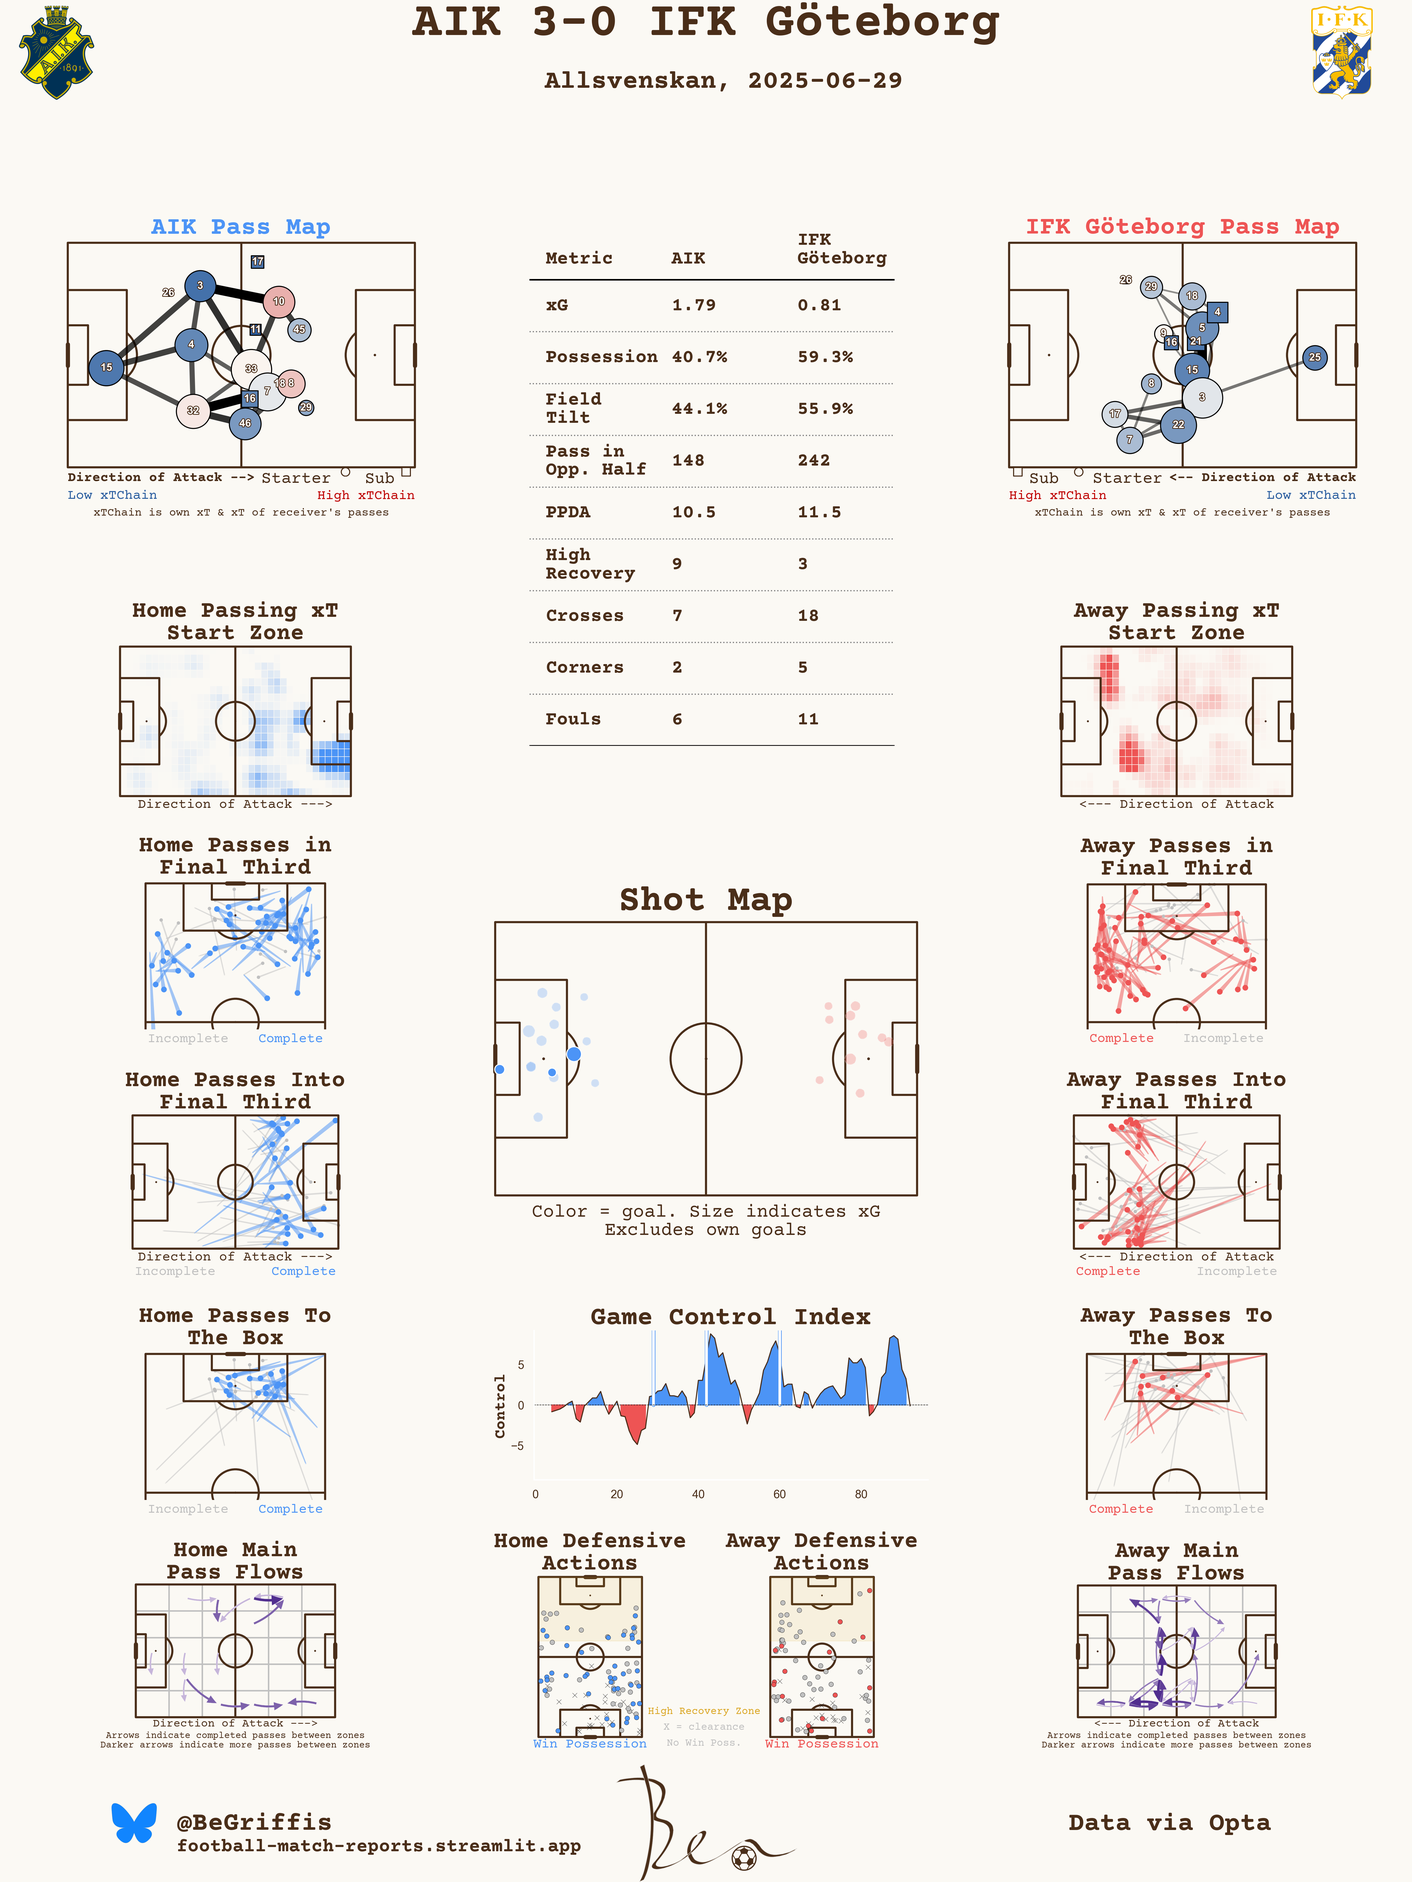 AIK 3-0 IFK Göteborg
Allsvenskan, 2025-06-29
A.I.K.
·1891·
I·F·K
AIK Pass Map
17
26
3
10
11
45
4
15
33
18 8
7
16
29
32
46
Direction of Attack --> Starter Sub
Low xTChain High xTChain
xTChain is own xT & xT of receiver's passes
Metric AIK IFK Göteborg
xG 1.79 0.81
Possession 40.7% 59.3%
Field Tilt 44.1% 55.9%
Pass in Opp. Half 148 242
PPDA 10.5 11.5
High Recovery 9 3
Crosses 7 18
Corners 2 5
Fouls 6 11
IFK Göteborg Pass Map
26
29
18
4
9
5
16
21
25
15
8
3
17
22
7
Sub Starter <-- Direction of Attack
High xTChain Low xTChain
xTChain is own xT & xT of receiver's passes
Home Passing xT
Start Zone
Direction of Attack --->
Away Passing xT
Start Zone
<--- Direction of Attack
Home Passes in
Final Third
Incomplete Complete
Away Passes in
Final Third
Complete Incomplete
Shot Map
Color = goal. Size indicates xG
Excludes own goals
Home Passes Into
Final Third
Direction of Attack --->
Incomplete Complete
Away Passes Into
Final Third
<--- Direction of Attack
Complete Incomplete
Home Passes To
The Box
Incomplete Complete
Game Control Index
Control
5
0
−5
0 20 40 60 80
Away Passes To
The Box
Complete Incomplete
Home Main
Pass Flows
Direction of Attack --->
Arrows indicate completed passes between zones
Darker arrows indicate more passes between zones
Home Defensive
Actions
Win Possession
Away Defensive
Actions
Win Possession
High Recovery Zone
X = clearance
No Win Poss.
Away Main
Pass Flows
<--- Direction of Attack
Arrows indicate completed passes between zones
Darker arrows indicate more passes between zones
@BeGriffis
football-match-reports.streamlit.app
Ben
Data via Opta